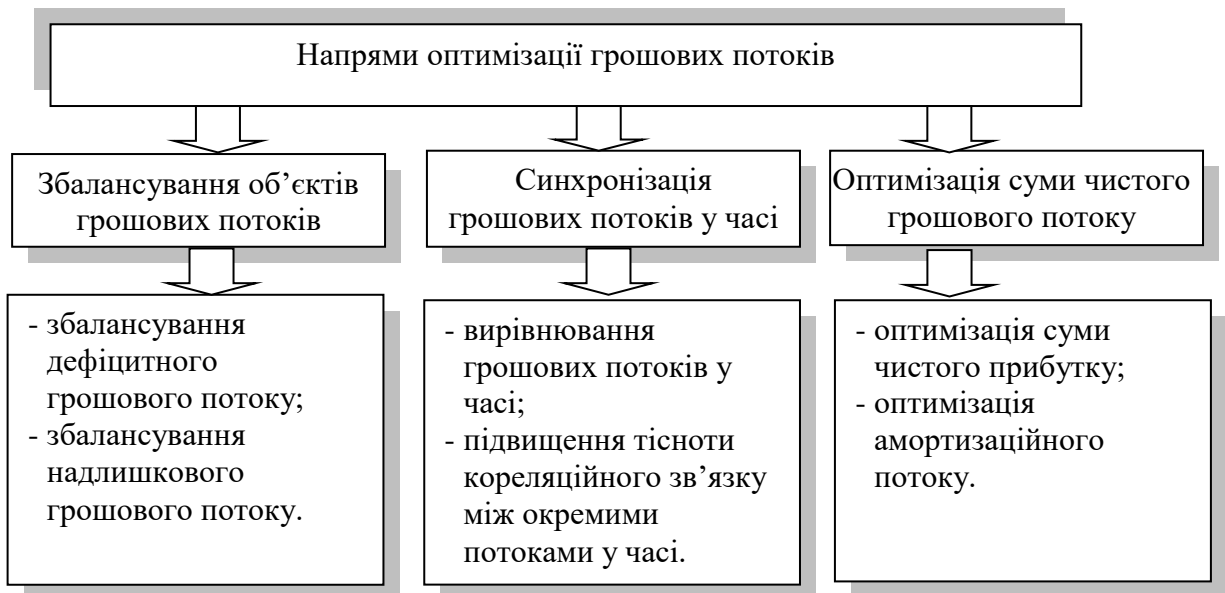 Напрями оптимізації грошових потоків
Збалансування об’єктів
грошових потоків
Синхронізація
грошових потоків у часі
Оптимізація суми чистого
грошового потоку
- збалансування
дефіцитного
грошового потоку;
- збалансування
надлишкового
грошового потоку.
- вирівнювання
грошових потоків у
часі;
- підвищення тісноти
кореляційного зв’язку
між окремими
потоками у часі.
- оптимізація суми
чистого прибутку;
- оптимізація
амортизаційного
потоку.